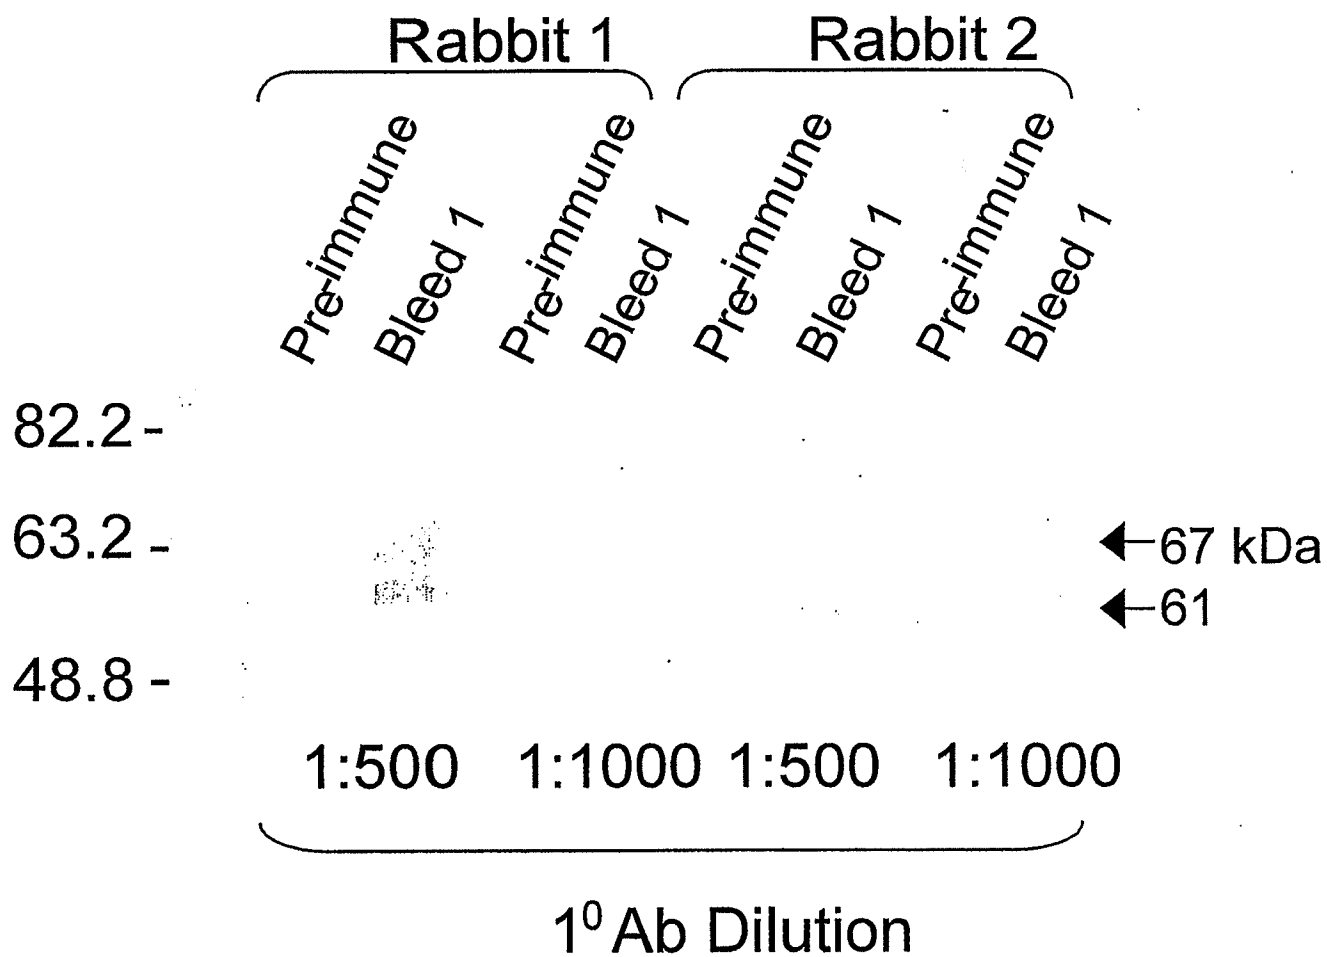 Rabbit 1 Rabbit 2
Pre-immune Bleed 1 Pre-immune Bleed 1 Pre-immune Bleed 1 Pre-immune Bleed 1
82.2 -
63.2 - 67 kDa
61
48.8 -
1:500 1:1000 1:500 1:1000
1⁰ Ab Dilution